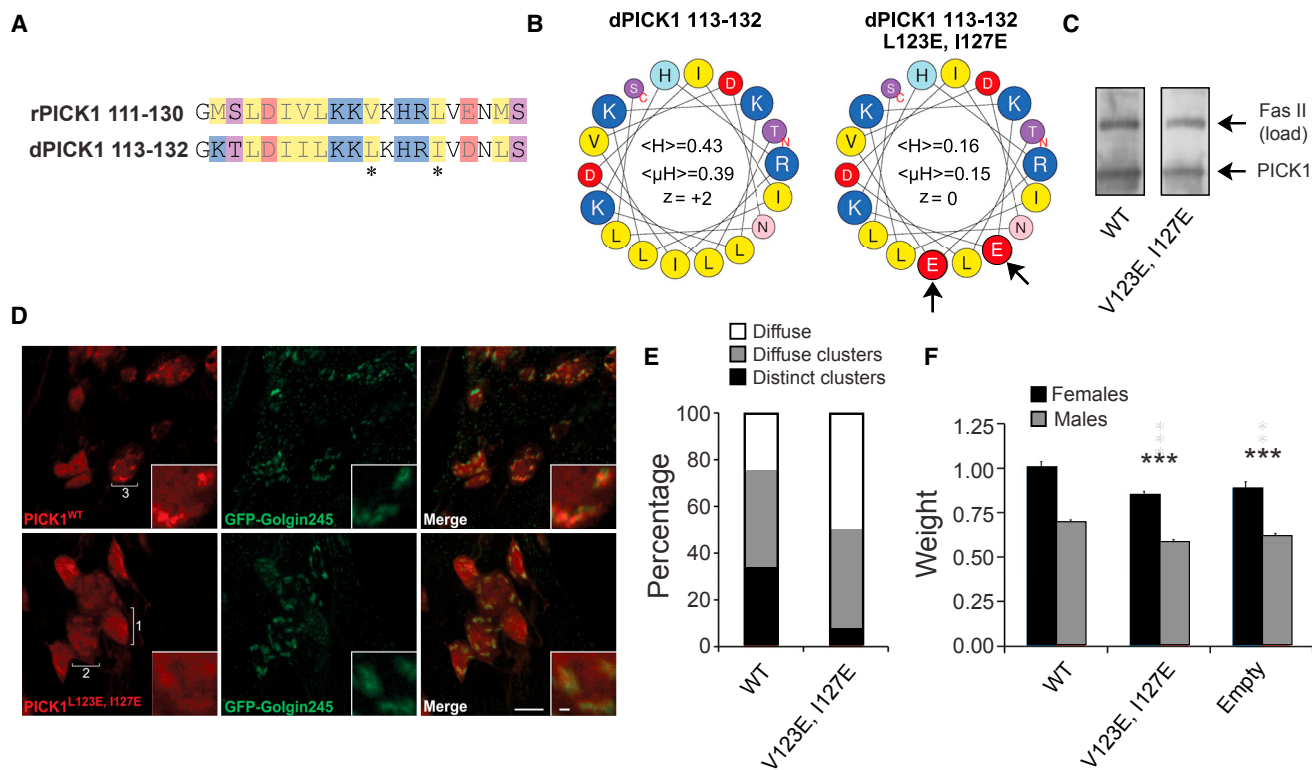 A
rPICK1 111-130 GMSLDIVLKKVKHRLVENMS
dPICK1 113-132 GKTLDIILKKLKHRIVDNLS
* *
B
dPICK1 113-132
S C H I D K T N R I N L L I L L K D V K
<H>=0.43
<µH>=0.39
z = +2
dPICK1 113-132
L123E, I127E
S C H I D K T N R I N E L E L L K D V K
<H>=0.16
<µH>=0.15
z = 0
C
Fas II
(load)
PICK1
WT
V123E, I127E
D
PICK1WT
3
GFP-Golgin245
Merge
PICK1L123E, I127E
1
2
GFP-Golgin245
Merge
E
Diffuse
Diffuse clusters
Distinct clusters
Percentage
100
80
60
40
20
0
WT
V123E, I127E
F
Females
Males
Weight
1.25
1.00
0.75
0.50
0.25
0.00
***
***
***
***
WT
V123E, I127E
Empty